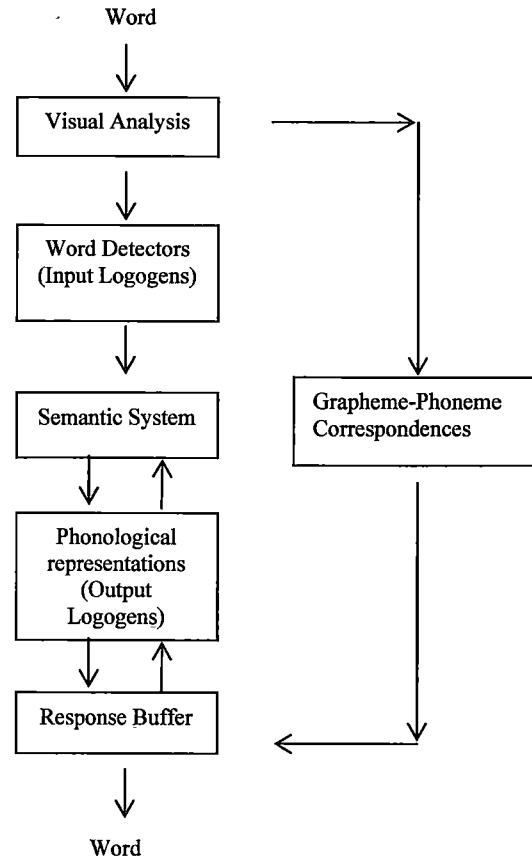 Word
Visual Analysis
Word Detectors
(Input Logogens)
Semantic System
Grapheme-Phoneme
Correspondences
Phonological
representations
(Output
Logogens)
Response Buffer
Word